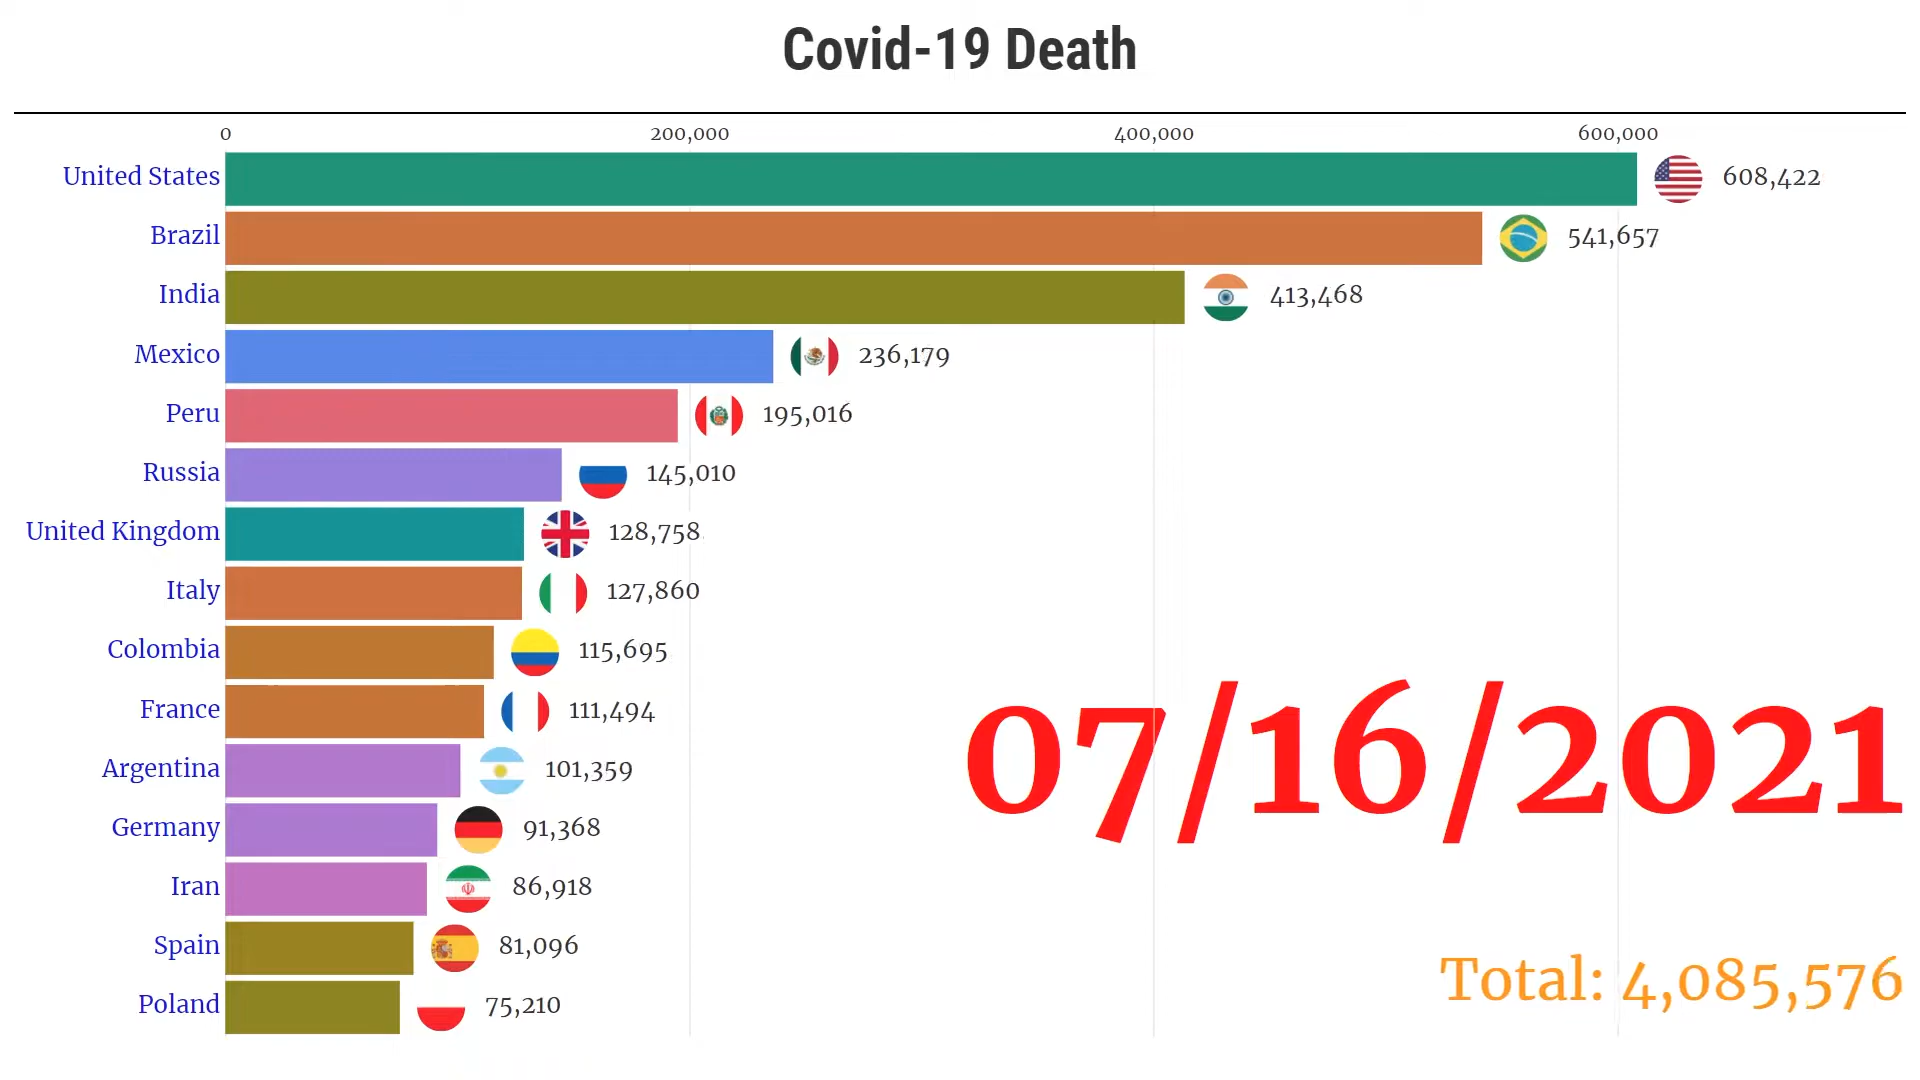 Covid-19 Death
0 200,000 400,000 600,000
United States 608,422
Brazil 541,657
India 413,468
Mexico 236,179
Peru 195,016
Russia 145,010
United Kingdom 128,758
Italy 127,860
Colombia 115,695
France 111,494
Argentina 101,359
Germany 91,368
Iran 86,918
Spain 81,096
Poland 75,210
07/16/2021
Total: 4,085,576